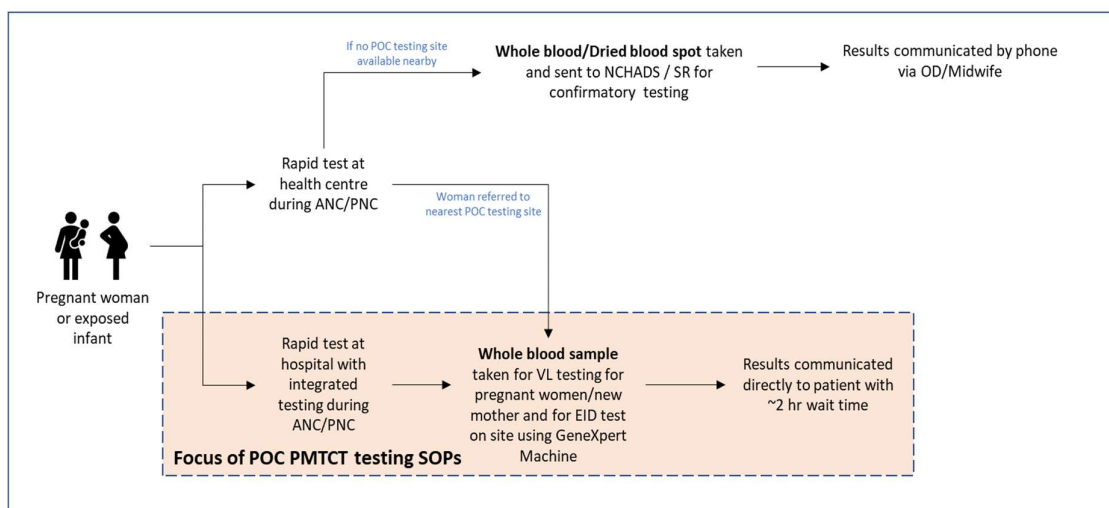 If no POC testing site
available nearby
Whole blood/Dried blood spot taken
and sent to NCHADS / SR for
confirmatory testing
Results communicated by phone
via OD/Midwife
Rapid test at
health centre
during ANC/PNC
Woman referred to
nearest POC testing site
Pregnant woman
or exposed
infant
Rapid test at
hospital with
integrated
testing during
ANC/PNC
Whole blood sample
taken for VL testing for
pregnant women/new
mother and for EID test
on site using GeneXpert
Machine
Results communicated
directly to patient with
~2 hr wait time
Focus of POC PMTCT testing SOPs